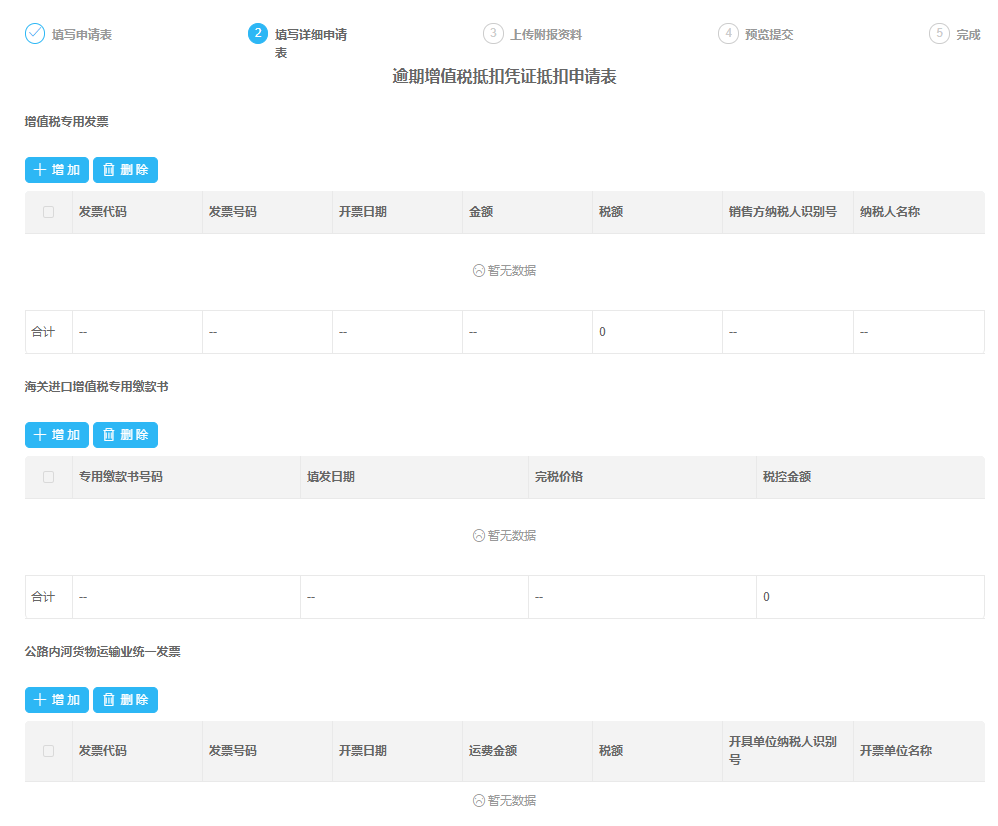 填写申请表
2 填写详细申请
表
3 上传附报资料
4 预览提交
5 完成
逾期增值税抵扣凭证抵扣申请表
增值税专用发票
增加 删除
发票代码 发票号码 开票日期 金额 税额 销售方纳税人识别号 纳税人名称
暂无数据
合计 -- -- -- -- 0 -- --
海关进口增值税专用缴款书
增加 删除
专用缴款书号码 填发日期 完税价格 税控金额
暂无数据
合计 -- -- -- 0
公路内河货物运输业统一发票
增加 删除
发票代码 发票号码 开票日期 运费金额 税额 开具单位纳税人识别
号 开票单位名称
暂无数据